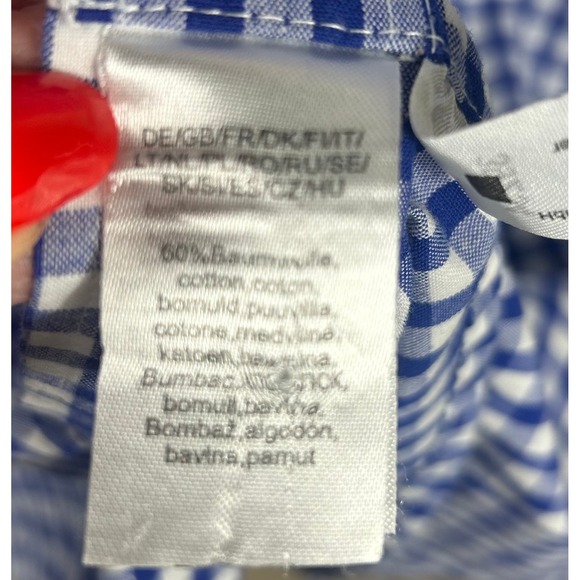 DE/GB/FR/DK/FI/IT/
LT/NL/PL/RO/RU/SE/
SK/SI/ES/CZ/HU
60%Baumwolle,
cotton,coton,
bomuld,puuvilla,
cotone,medvilnė,
katoen,bawełna,
Bumbac,
bomull,bavlna,
Bombaž,algodón,
bavlna,pamut